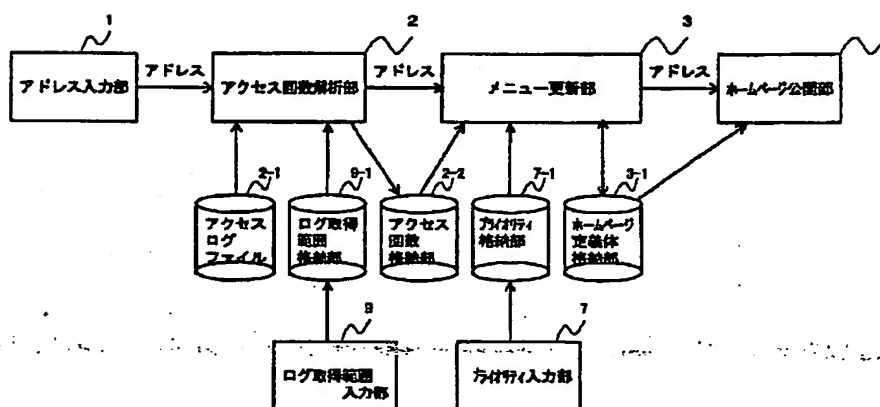 1
2
3
アドレス入力部
アドレス
アクセス回数解析部
アドレス
メニュー更新部
アドレス
ホームページ公開部
2-1
9-1
2-2
7-1
3-1
アクセス
ログ
ファイル
ログ取得
範囲
格納部
アクセス
回数
格納部
プライオリティ
格納部
ホームページ
定義体
格納部
9
7
ログ取得範囲
入力部
プライオリティ入力部